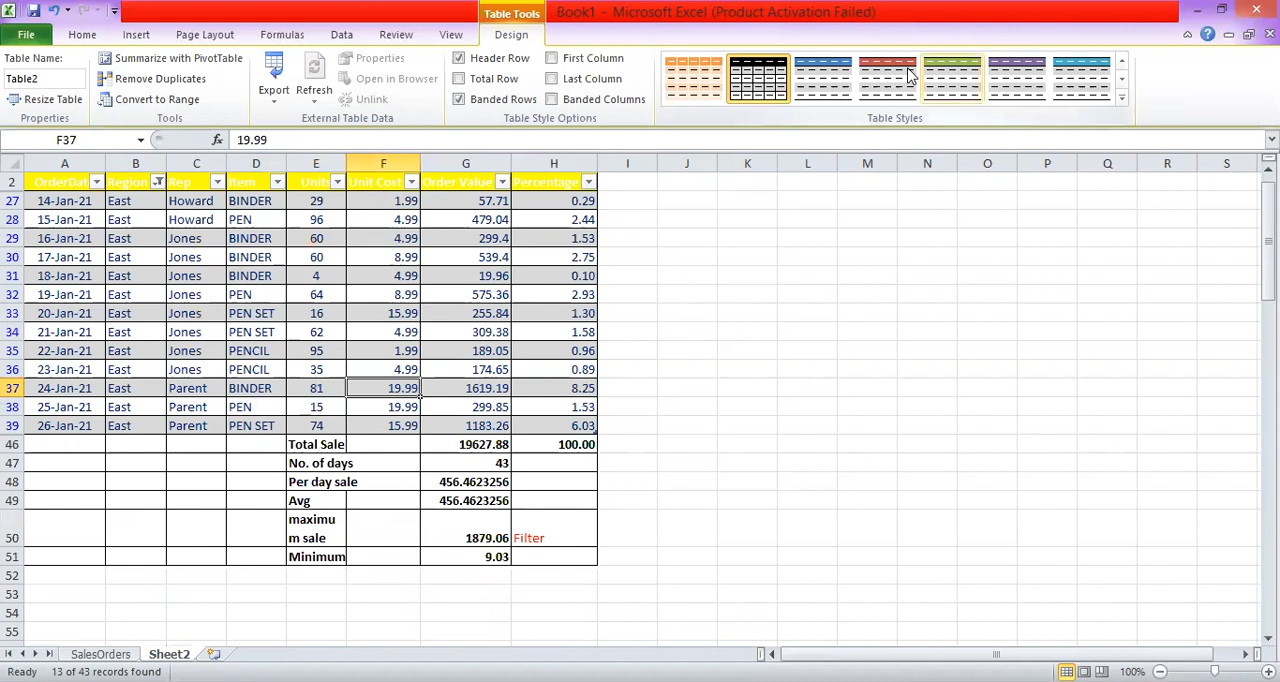 Table Tools
Book1 - Microsoft Excel (Product Activation Failed)
File Home Insert Page Layout Formulas Data Review View Design
Table Name:
Table2
Resize Table
Properties
Summarize with PivotTable
Remove Duplicates
Convert to Range
Tools
Export
Refresh
Properties
Open in Browser
Unlink
External Table Data
Header Row
Total Row
Banded Rows
First Column
Last Column
Banded Columns
Table Style Options
Table Styles
F37 fx 19.99
A B C D E F G H I J K L M N O P Q R S
2 OrderDat Region Rep Item Units Unit Cost Order Value Percentage
27 14-Jan-21 East Howard BINDER 29 1.99 57.71 0.29
28 15-Jan-21 East Howard PEN 96 4.99 479.04 2.44
29 16-Jan-21 East Jones BINDER 60 4.99 299.4 1.53
30 17-Jan-21 East Jones BINDER 60 8.99 539.4 2.75
31 18-Jan-21 East Jones BINDER 4 4.99 19.96 0.10
32 19-Jan-21 East Jones PEN 64 8.99 575.36 2.93
33 20-Jan-21 East Jones PEN SET 16 15.99 255.84 1.30
34 21-Jan-21 East Jones PEN SET 62 4.99 309.38 1.58
35 22-Jan-21 East Jones PENCIL 95 1.99 189.05 0.96
36 23-Jan-21 East Jones PENCIL 35 4.99 174.65 0.89
37 24-Jan-21 East Parent BINDER 81 19.99 1619.19 8.25
38 25-Jan-21 East Parent PEN 15 19.99 299.85 1.53
39 26-Jan-21 East Parent PEN SET 74 15.99 1183.26 6.03
46 Total Sale 19627.88 100.00
47 No. of days 43
48 Per day sale 456.4623256
49 Avg 456.4623256
maximu
50 m sale 1879.06 Filter
51 Minimum 9.03
52
53
54
55
SalesOrders Sheet2
Ready 13 of 43 records found 100%